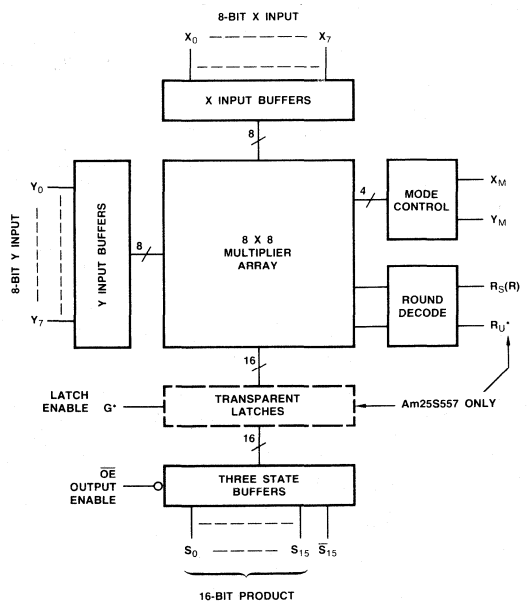 8-BIT X INPUT
X0 X7
X INPUT BUFFERS
8
8-BIT Y INPUT
Y0
Y7
Y INPUT BUFFERS
8
8 X 8
MULTIPLIER
ARRAY
4
MODE
CONTROL
XM
YM
ROUND
DECODE
RS(R)
RU*
16
LATCH
ENABLE G*
TRANSPARENT
LATCHES
Am25S557 ONLY
16
O̅E̅
OUTPUT
ENABLE
THREE STATE
BUFFERS
S0 S15 S̅15
16-BIT PRODUCT